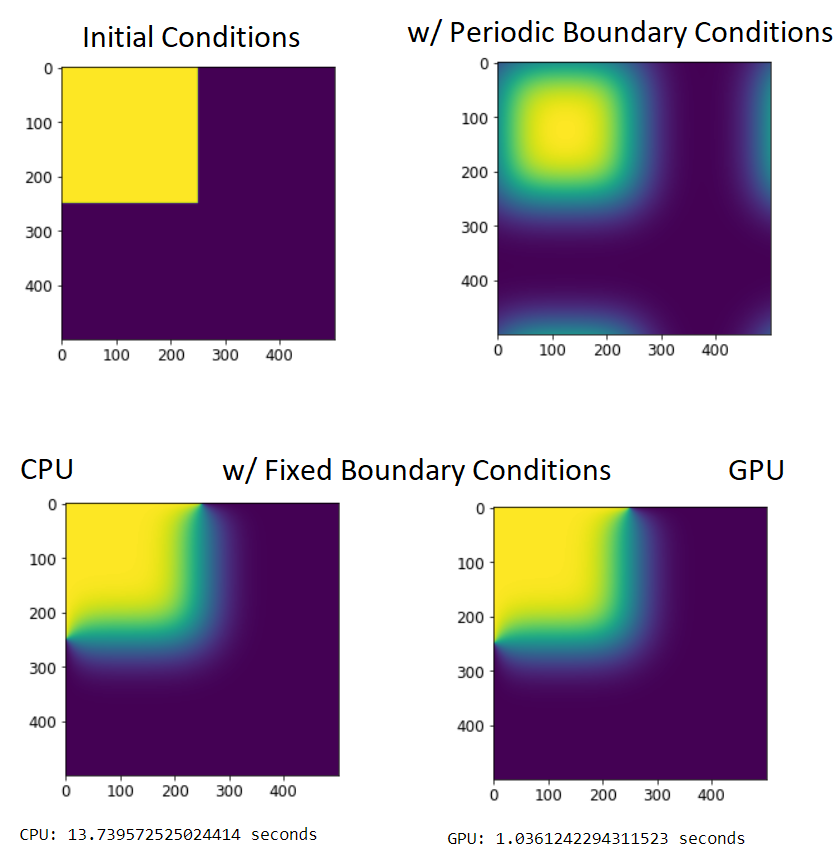 Initial Conditions
w/ Periodic Boundary Conditions
0
100
200
300
400
0 100 200 300 400
0
100
200
300
400
0 100 200 300 400
CPU
w/ Fixed Boundary Conditions
GPU
0
100
200
300
400
0 100 200 300 400
0
100
200
300
400
0 100 200 300 400
CPU: 13.739572525024414 seconds
GPU: 1.0361242294311523 seconds